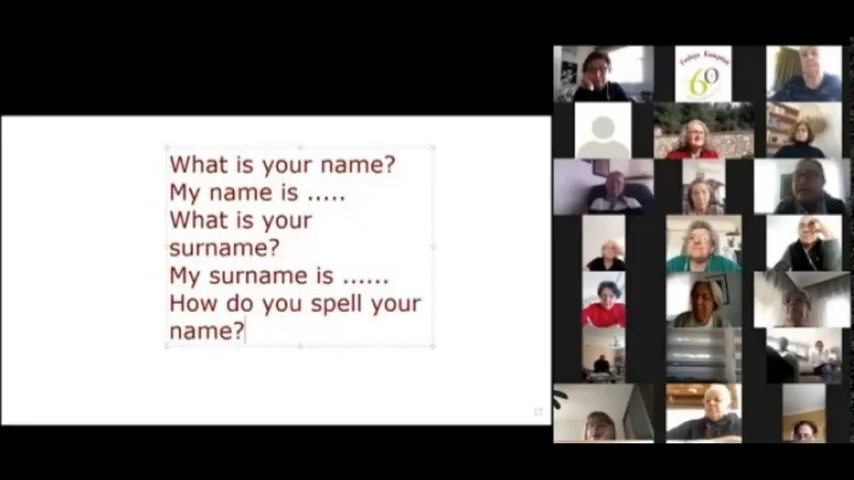 What is your name?
My name is .....
What is your
surname?
My surname is ......
How do you spell your
name?
60